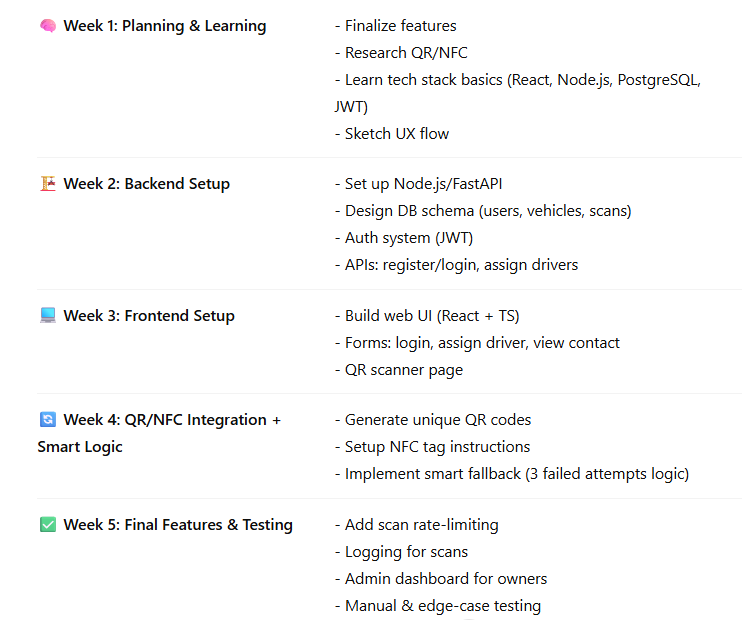 🧠 Week 1: Planning & Learning
- Finalize features
- Research QR/NFC
- Learn tech stack basics (React, Node.js, PostgreSQL,
JWT)
- Sketch UX flow
🏗️ Week 2: Backend Setup
- Set up Node.js/FastAPI
- Design DB schema (users, vehicles, scans)
- Auth system (JWT)
- APIs: register/login, assign drivers
💻 Week 3: Frontend Setup
- Build web UI (React + TS)
- Forms: login, assign driver, view contact
- QR scanner page
🔄 Week 4: QR/NFC Integration +
Smart Logic
- Generate unique QR codes
- Setup NFC tag instructions
- Implement smart fallback (3 failed attempts logic)
✅ Week 5: Final Features & Testing
- Add scan rate-limiting
- Logging for scans
- Admin dashboard for owners
- Manual & edge-case testing